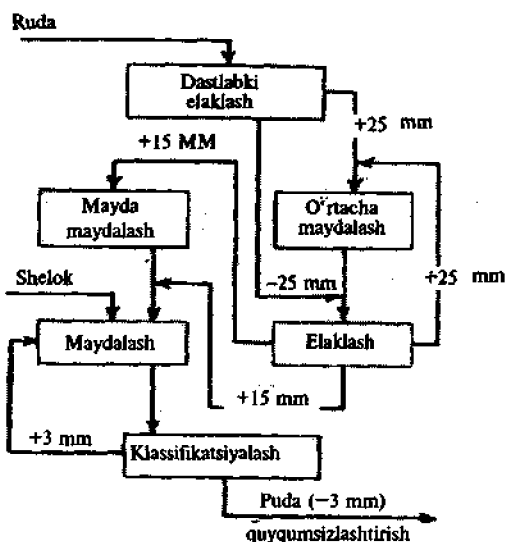 Ruda
Dastlabki
elaklash
+25 mm
+15 MM
Mayda
maydalash
O'rtacha
maydalash
Shelok
−25 mm
+25 mm
Maydalash
Elaklash
+15 mm
+3 mm
Klassifikatsiyalash
Puda (−3 mm)
quyqumsizlashtirish